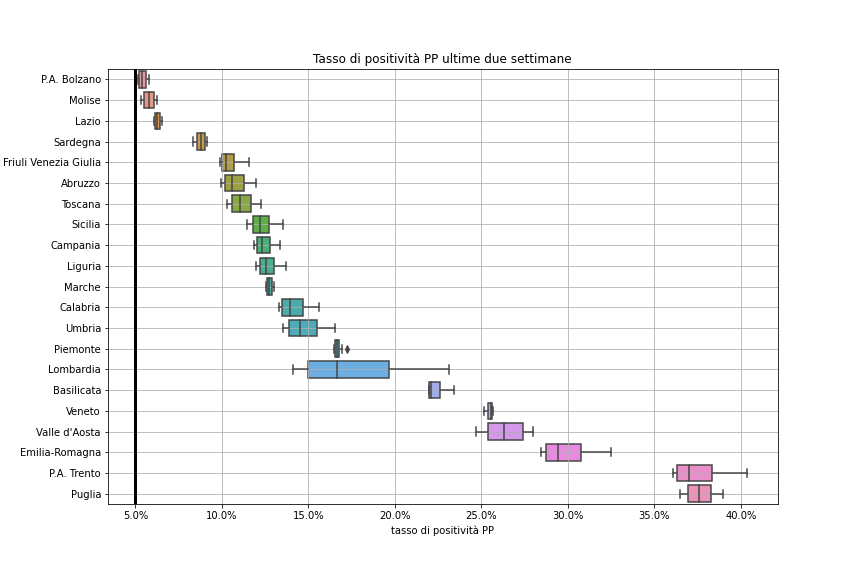 Tasso di positività PP ultime due settimane
P.A. Bolzano
Molise
Lazio
Sardegna
Friuli Venezia Giulia
Abruzzo
Toscana
Sicilia
Campania
Liguria
Marche
Calabria
Umbria
Piemonte
Lombardia
Basilicata
Veneto
Valle d'Aosta
Emilia-Romagna
P.A. Trento
Puglia
5.0% 10.0% 15.0% 20.0% 25.0% 30.0% 35.0% 40.0%
tasso di positività PP